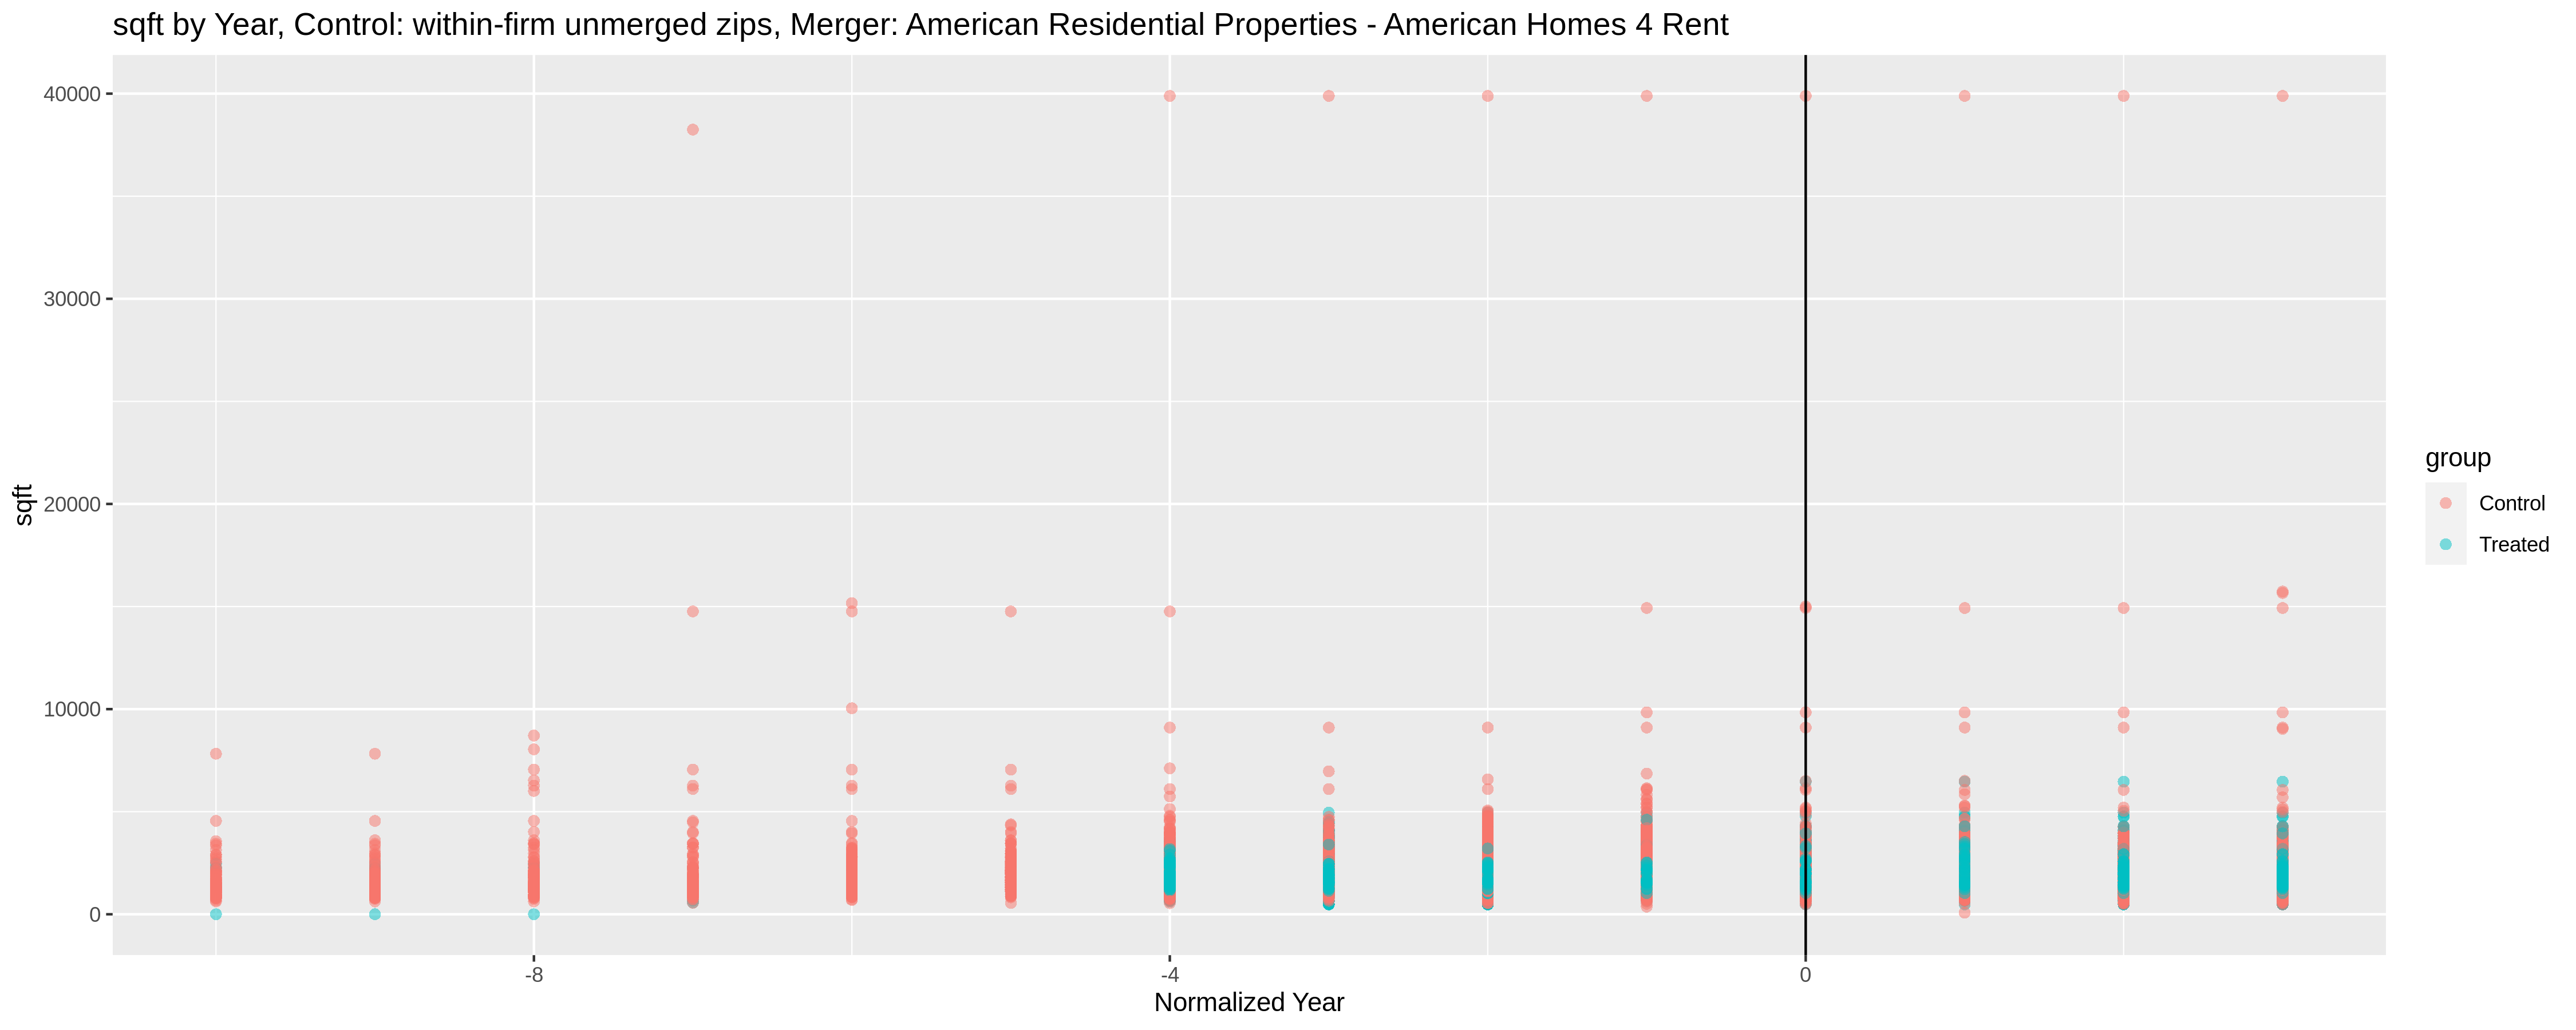 sqft by Year, Control: within-firm unmerged zips, Merger: American Residential Properties - American Homes 4 Rent
40000
30000
20000
10000
0
sqft
-8
-4
0
Normalized Year
group
Control
Treated